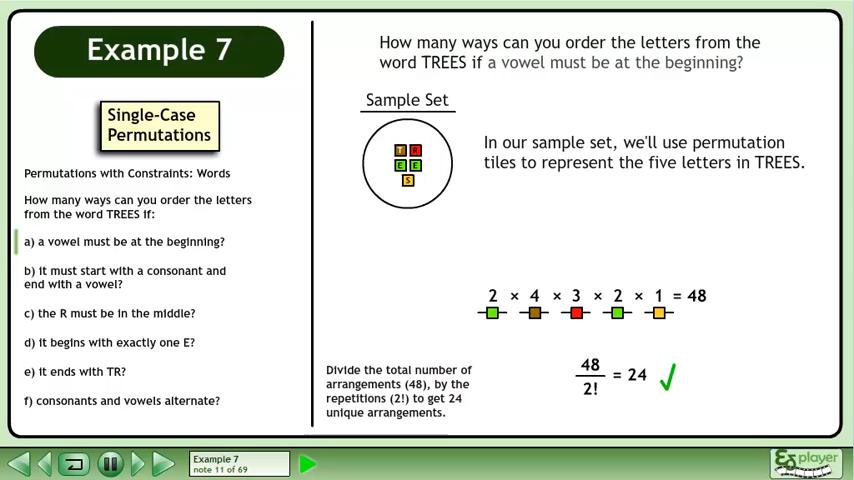 Example 7
Single-Case
Permutations
Permutations with Constraints: Words
How many ways can you order the letters
from the word TREES if:
a) a vowel must be at the beginning?
b) it must start with a consonant and
end with a vowel?
c) the R must be in the middle?
d) it begins with exactly one E?
e) it ends with TR?
f) consonants and vowels alternate?
How many ways can you order the letters from the
word TREES if a vowel must be at the beginning?
Sample Set
T R
E E
S
In our sample set, we'll use permutation
tiles to represent the five letters in TREES.
2 × 4 × 3 × 2 × 1 = 48
Divide the total number of
arrangements (48), by the
repetitions (2!) to get 24
unique arrangements.
48
2!
= 24
Example 7
note 11 of 69
player